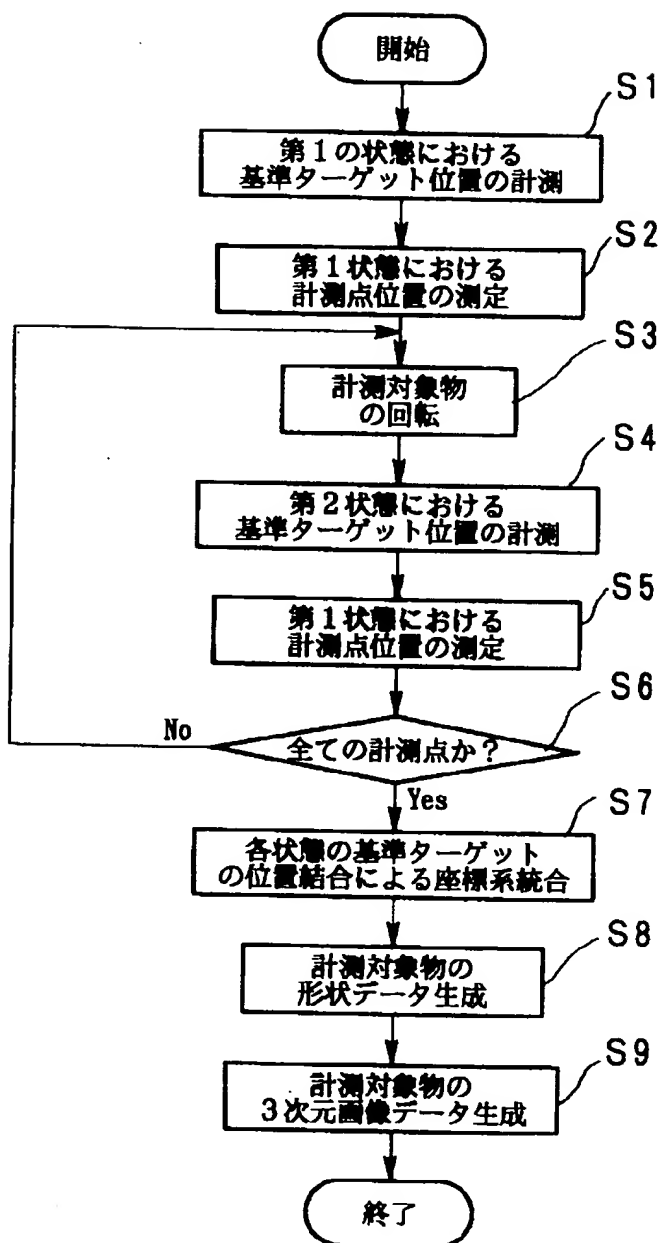 開始
S1
第1の状態における
基準ターゲット位置の計測
S2
第1状態における
計測点位置の測定
S3
計測対象物
の回転
S4
第2状態における
基準ターゲット位置の計測
S5
第1状態における
計測点位置の測定
S6
No
全ての計測点か?
Yes
S7
各状態の基準ターゲット
の位置結合による座標系統合
S8
計測対象物の
形状データ生成
S9
計測対象物の
3次元画像データ生成
終了